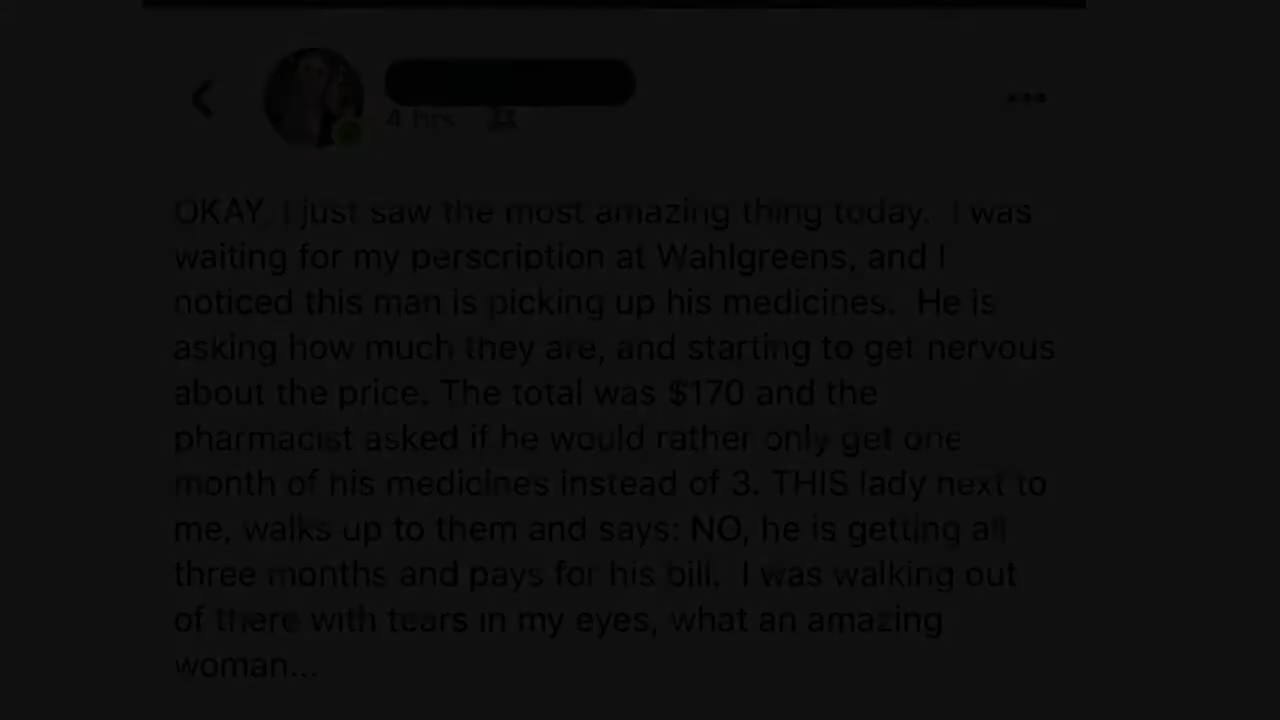 4 hrs
OKAY, I just saw the most amazing thing today. I was
waiting for my perscription at Wahlgreens, and I
noticed this man is picking up his medicines. He is
asking how much they are, and starting to get nervous
about the price. The total was $170 and the
pharmacist asked if he would rather only get one
month of his medicines instead of 3. THIS lady next to
me, walks up to them and says: NO, he is getting all
three months and pays for his bill. I was walking out
of there with tears in my eyes, what an amazing
woman...